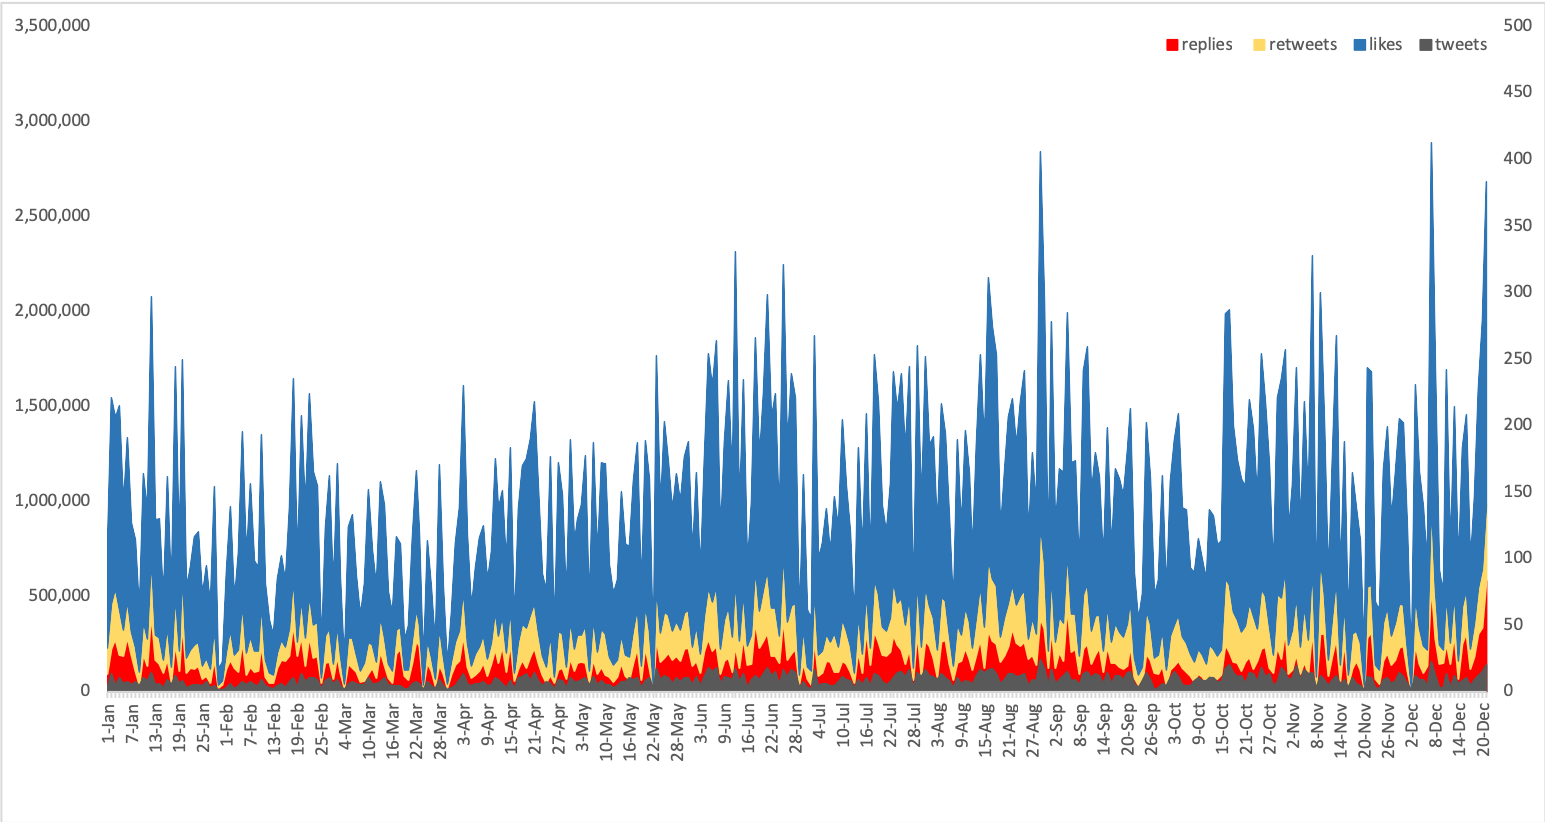 3,500,000
3,000,000
2,500,000
2,000,000
1,500,000
1,000,000
500,000
0
replies retweets likes tweets
500
450
400
350
300
250
200
150
100
50
0
1-Jan
7-Jan
13-Jan
19-Jan
25-Jan
1-Feb
7-Feb
13-Feb
19-Feb
25-Feb
4-Mar
10-Mar
16-Mar
22-Mar
28-Mar
3-Apr
9-Apr
15-Apr
21-Apr
27-Apr
3-May
10-May
16-May
22-May
28-May
3-Jun
9-Jun
16-Jun
22-Jun
28-Jun
4-Jul
10-Jul
16-Jul
22-Jul
28-Jul
3-Aug
9-Aug
15-Aug
21-Aug
27-Aug
2-Sep
8-Sep
14-Sep
20-Sep
26-Sep
3-Oct
9-Oct
15-Oct
21-Oct
27-Oct
2-Nov
8-Nov
14-Nov
20-Nov
26-Nov
2-Dec
8-Dec
14-Dec
20-Dec